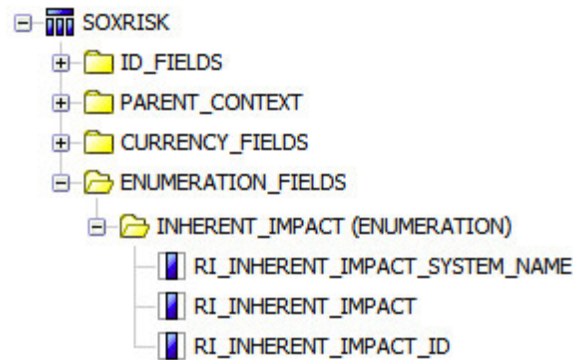 SOXRISK
ID_FIELDS
PARENT_CONTEXT
CURRENCY_FIELDS
ENUMERATION_FIELDS
INHERENT_IMPACT (ENUMERATION)
RI_INHERENT_IMPACT_SYSTEM_NAME
RI_INHERENT_IMPACT
RI_INHERENT_IMPACT_ID